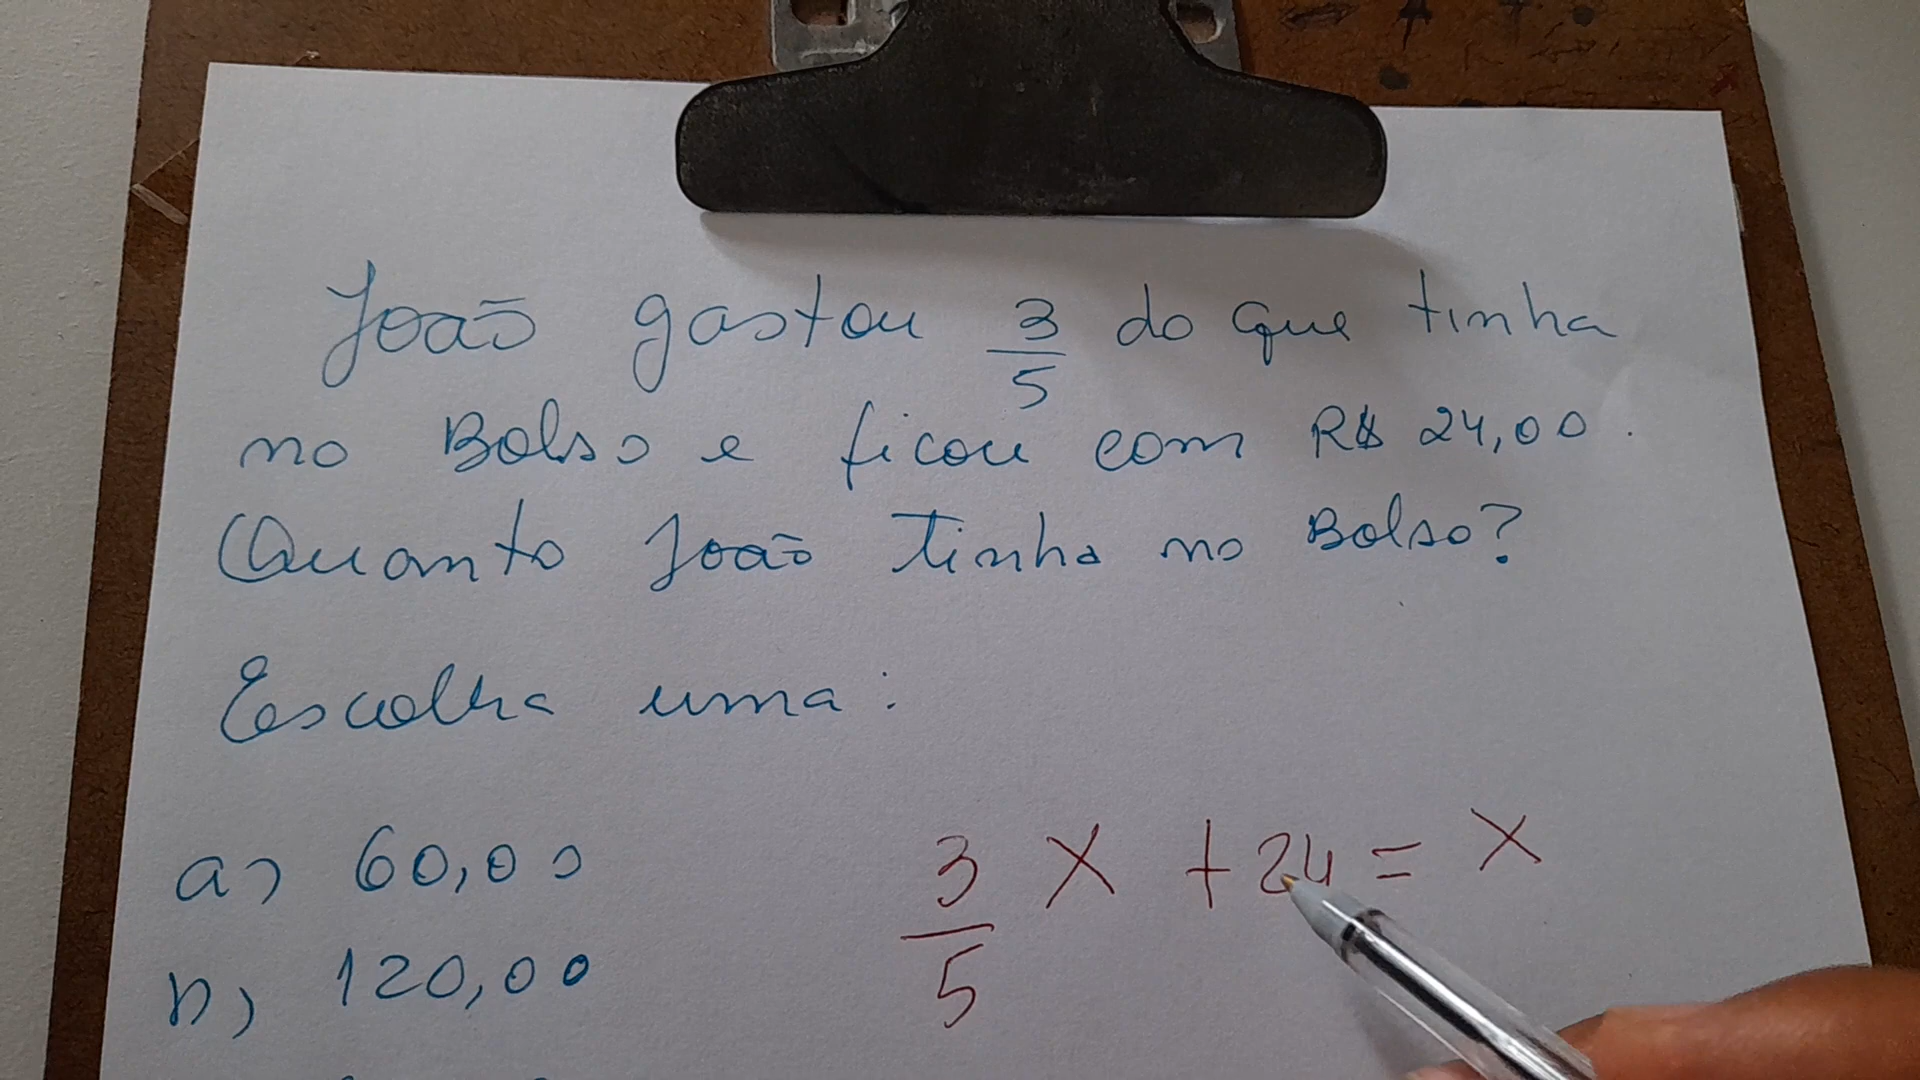 João gastou 3/5 do que tinha
no Bolso e ficou com R$ 24,00.
Quanto João Tinha no Bolso?
Escolha uma:
a) 60,00
3/5 X + 24 = X
b) 120,00